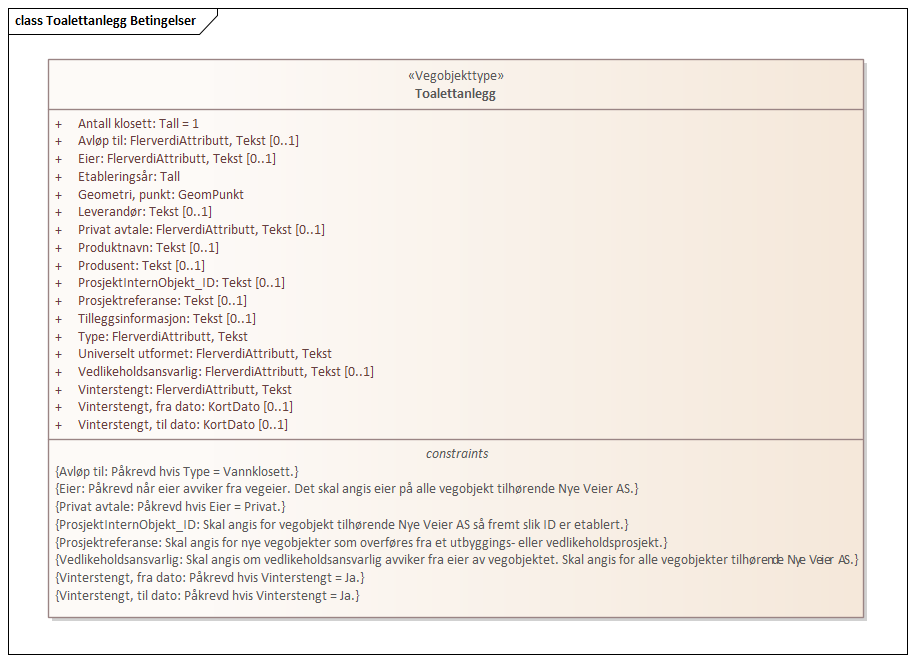 class Toalettanlegg Betingelser
«Vegobjekttype»
Toalettanlegg
+ Antall klosett: Tall = 1
+ Avløp til: FlerverdiAttributt, Tekst [0..1]
+ Eier: FlerverdiAttributt, Tekst [0..1]
+ Etableringsår: Tall
+ Geometri, punkt: GeomPunkt
+ Leverandør: Tekst [0..1]
+ Privat avtale: FlerverdiAttributt, Tekst [0..1]
+ Produktnavn: Tekst [0..1]
+ Produsent: Tekst [0..1]
+ ProsjektInternObjekt_ID: Tekst [0..1]
+ Prosjektreferanse: Tekst [0..1]
+ Tilleggsinformasjon: Tekst [0..1]
+ Type: FlerverdiAttributt, Tekst
+ Universelt utformet: FlerverdiAttributt, Tekst
+ Vedlikeholdsansvarlig: FlerverdiAttributt, Tekst [0..1]
+ Vinterstengt: FlerverdiAttributt, Tekst
+ Vinterstengt, fra dato: KortDato [0..1]
+ Vinterstengt, til dato: KortDato [0..1]
constraints
{Avløp til: Påkrevd hvis Type = Vannklosett.}
{Eier: Påkrevd når eier avviker fra vegeier. Det skal angis eier på alle vegobjekt tilhørende Nye Veier AS.}
{Privat avtale: Påkrevd hvis Eier = Privat.}
{ProsjektInternObjekt_ID: Skal angis for vegobjekt tilhørende Nye Veier AS så fremt slik ID er etablert.}
{Prosjektreferanse: Skal angis for nye vegobjekter som overføres fra et utbyggings- eller vedlikeholdsprosjekt.}
{Vedlikeholdsansvarlig: Skal angis om vedlikeholdsansvarlig avviker fra eier av vegobjektet. Skal angis for alle vegobjekter tilhørende Nye Veier AS.}
{Vinterstengt, fra dato: Påkrevd hvis Vinterstengt = Ja.}
{Vinterstengt, til dato: Påkrevd hvis Vinterstengt = Ja.}